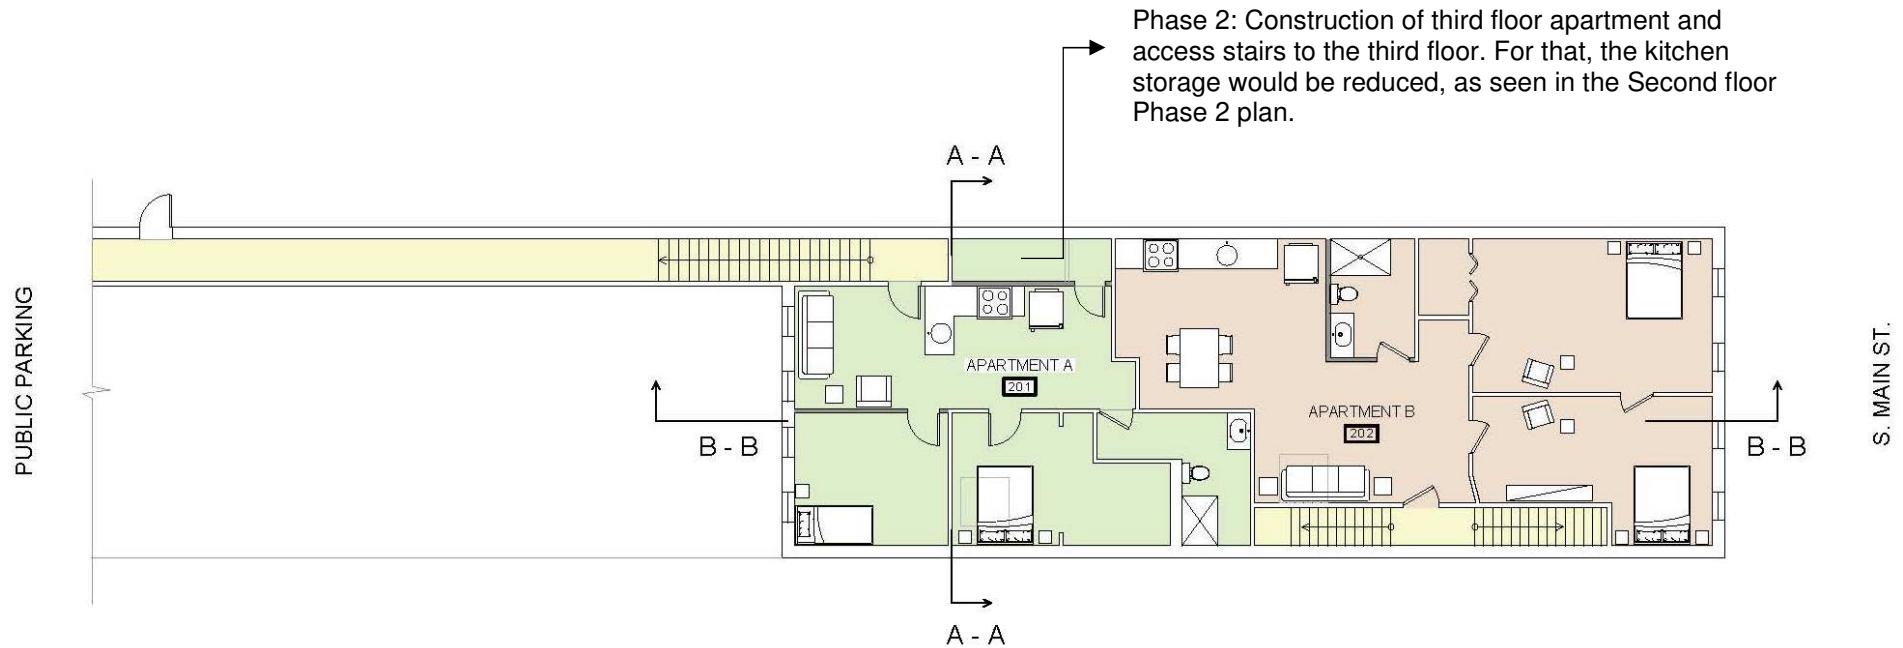 Phase 2: Construction of third floor apartment and
access stairs to the third floor. For that, the kitchen
storage would be reduced, as seen in the Second floor
Phase 2 plan.
A - A
PUBLIC PARKING
APARTMENT A
201
APARTMENT B
202
B - B
B - B
S. MAIN ST.
A - A